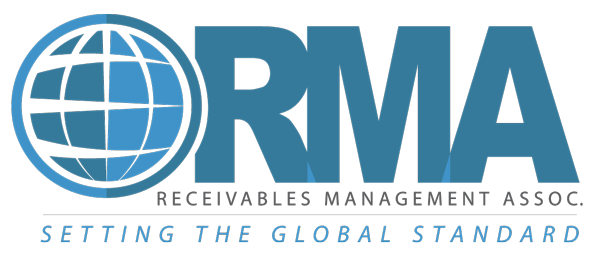 RMA
RECEIVABLES MANAGEMENT ASSOC.
SETTING THE GLOBAL STANDARD